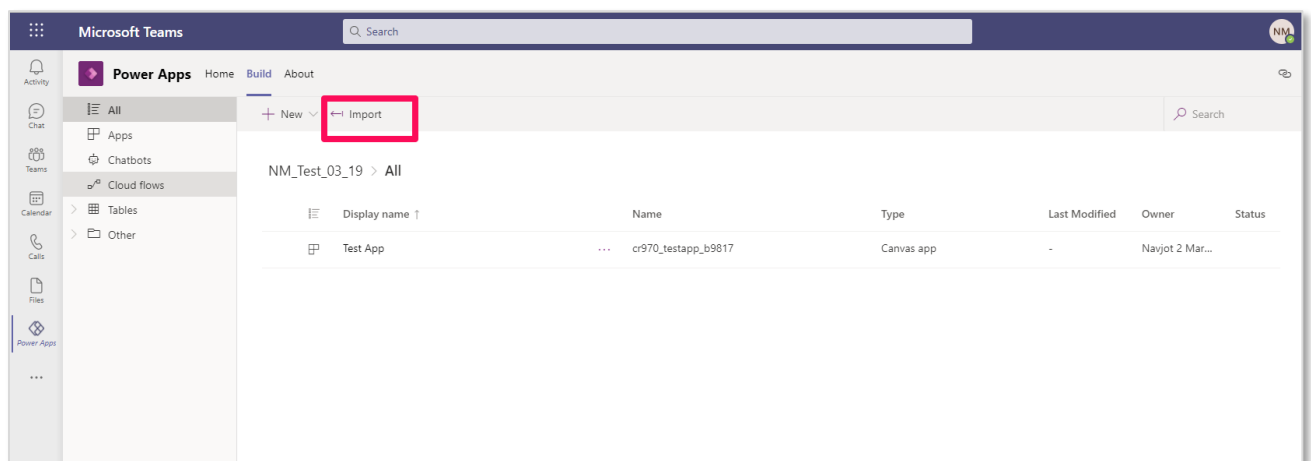 Microsoft Teams
Search
NM
Activity
Chat
Teams
Calendar
Calls
Files
Power Apps
Power Apps Home Build About
All
Apps
Chatbots
Cloud flows
Tables
Other
New Import Search
NM_Test_03_19 > All
Display name ↑ Name Type Last Modified Owner Status
Test App ... cr970_testapp_b9817 Canvas app - Navjot 2 Mar...